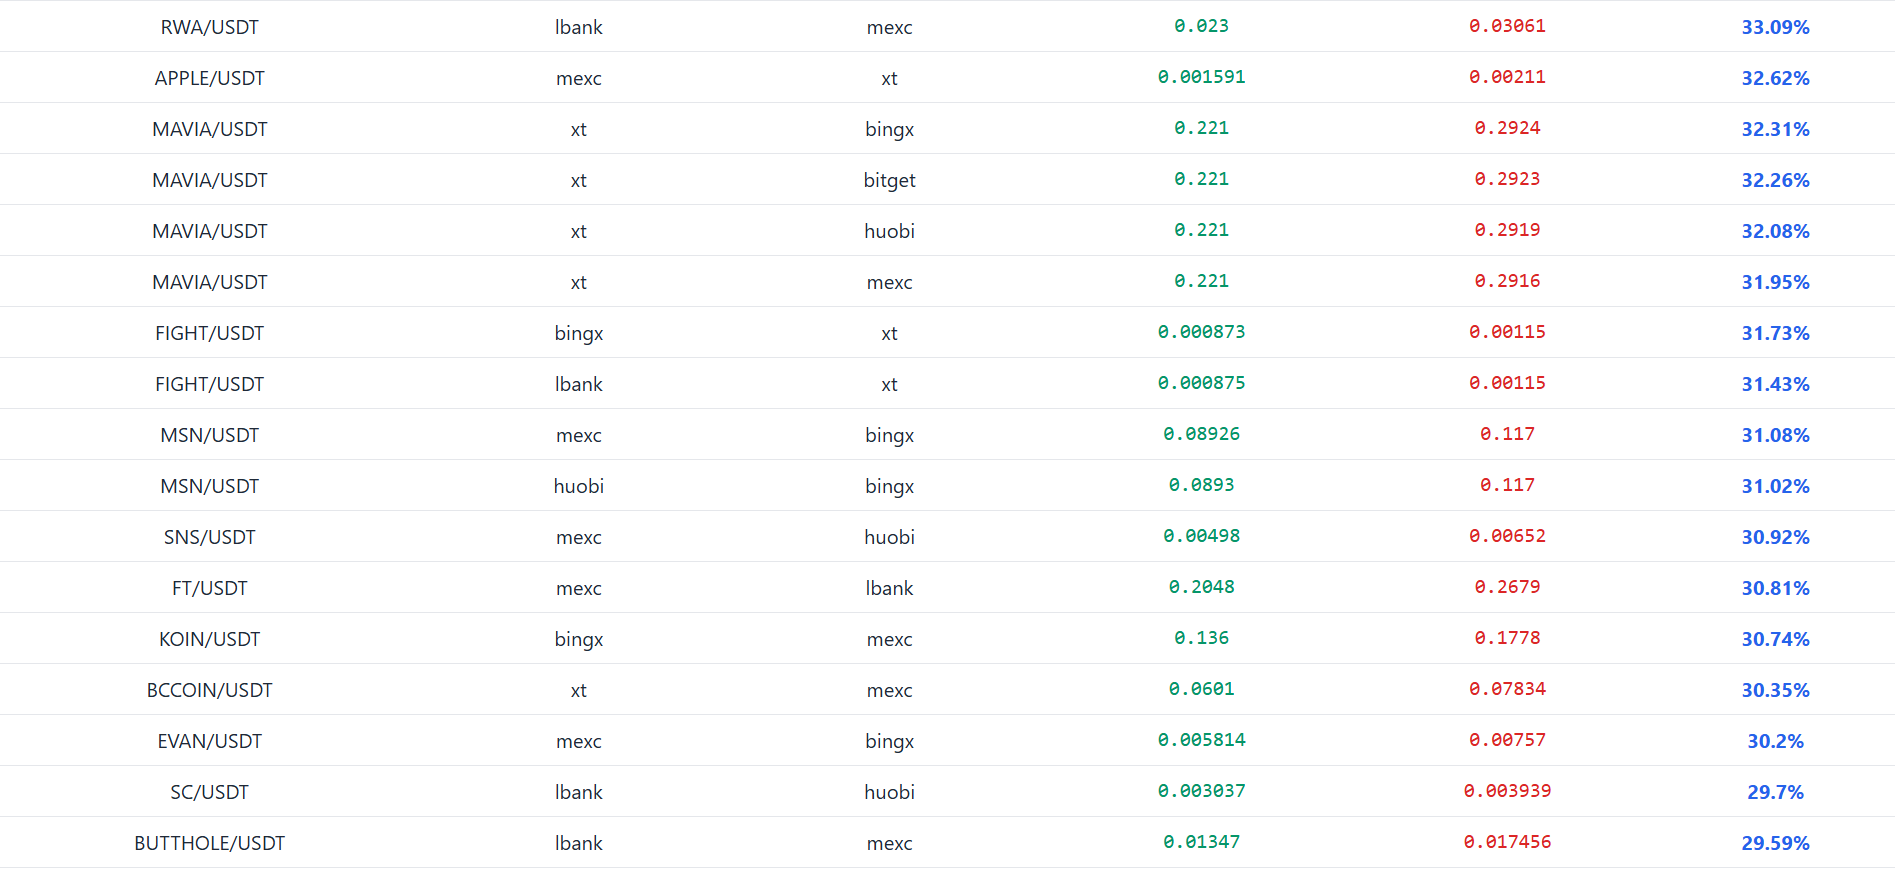 RWA/USDT lbank mexc 0.023 0.03061 33.09%
APPLE/USDT mexc xt 0.001591 0.00211 32.62%
MAVIA/USDT xt bingx 0.221 0.2924 32.31%
MAVIA/USDT xt bitget 0.221 0.2923 32.26%
MAVIA/USDT xt huobi 0.221 0.2919 32.08%
MAVIA/USDT xt mexc 0.221 0.2916 31.95%
FIGHT/USDT bingx xt 0.000873 0.00115 31.73%
FIGHT/USDT lbank xt 0.000875 0.00115 31.43%
MSN/USDT mexc bingx 0.08926 0.117 31.08%
MSN/USDT huobi bingx 0.0893 0.117 31.02%
SNS/USDT mexc huobi 0.00498 0.00652 30.92%
FT/USDT mexc lbank 0.2048 0.2679 30.81%
KOIN/USDT bingx mexc 0.136 0.1778 30.74%
BCCOIN/USDT xt mexc 0.0601 0.07834 30.35%
EVAN/USDT mexc bingx 0.005814 0.00757 30.2%
SC/USDT lbank huobi 0.003037 0.003939 29.7%
BUTTHOLE/USDT lbank mexc 0.01347 0.017456 29.59%